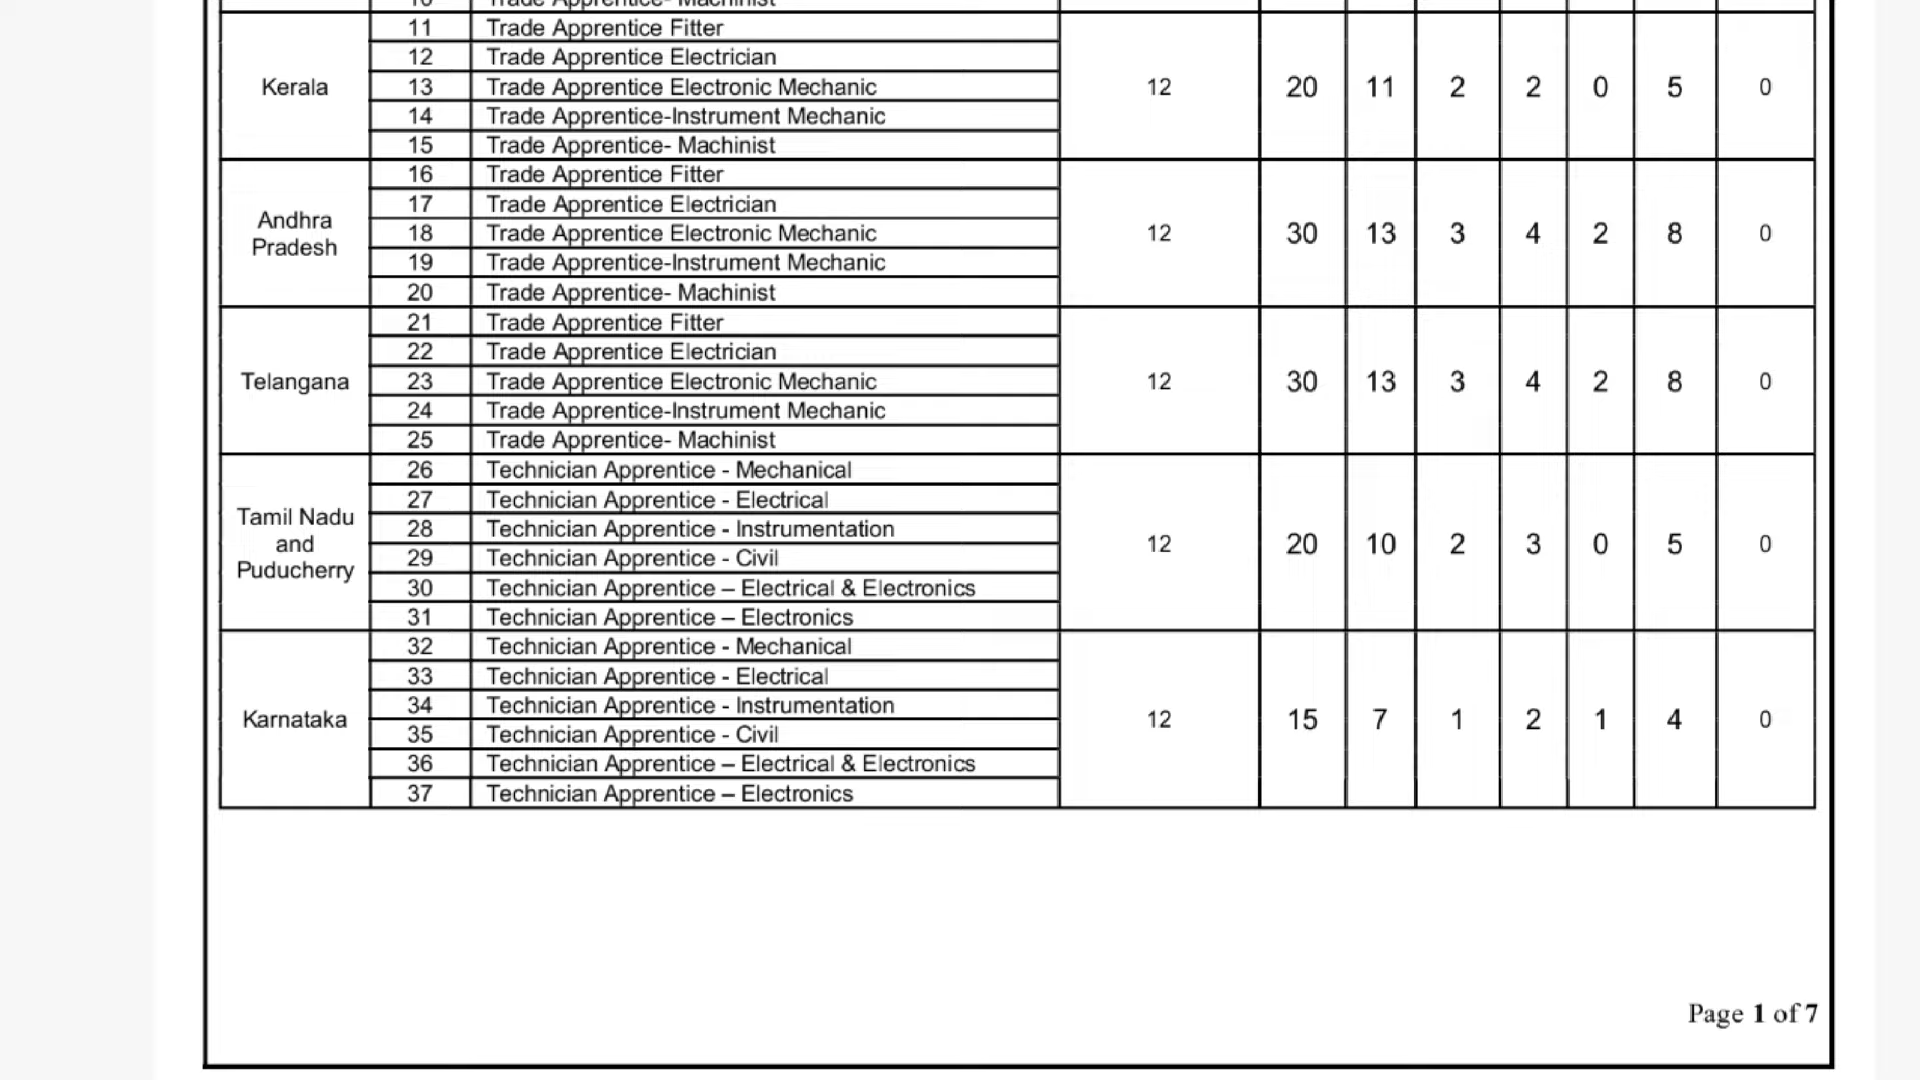 10 Trade Apprentice- Machinist
11 Trade Apprentice Fitter
12 Trade Apprentice Electrician
Kerala 13 Trade Apprentice Electronic Mechanic 12 20 11 2 2 0 5 0
14 Trade Apprentice-Instrument Mechanic
15 Trade Apprentice- Machinist
16 Trade Apprentice Fitter
17 Trade Apprentice Electrician
Andhra
Pradesh
18 Trade Apprentice Electronic Mechanic 12 30 13 3 4 2 8 0
19 Trade Apprentice-Instrument Mechanic
20 Trade Apprentice- Machinist
21 Trade Apprentice Fitter
22 Trade Apprentice Electrician
Telangana 23 Trade Apprentice Electronic Mechanic 12 30 13 3 4 2 8 0
24 Trade Apprentice-Instrument Mechanic
25 Trade Apprentice- Machinist
26 Technician Apprentice - Mechanical
27 Technician Apprentice - Electrical
Tamil Nadu
and
Puducherry
28 Technician Apprentice - Instrumentation
12 20 10 2 3 0 5 0
29 Technician Apprentice - Civil
30 Technician Apprentice – Electrical & Electronics
31 Technician Apprentice – Electronics
32 Technician Apprentice - Mechanical
33 Technician Apprentice - Electrical
34 Technician Apprentice - Instrumentation
Karnataka 12 15 7 1 2 1 4 0
35 Technician Apprentice - Civil
36 Technician Apprentice – Electrical & Electronics
37 Technician Apprentice – Electronics
Page 1 of 7